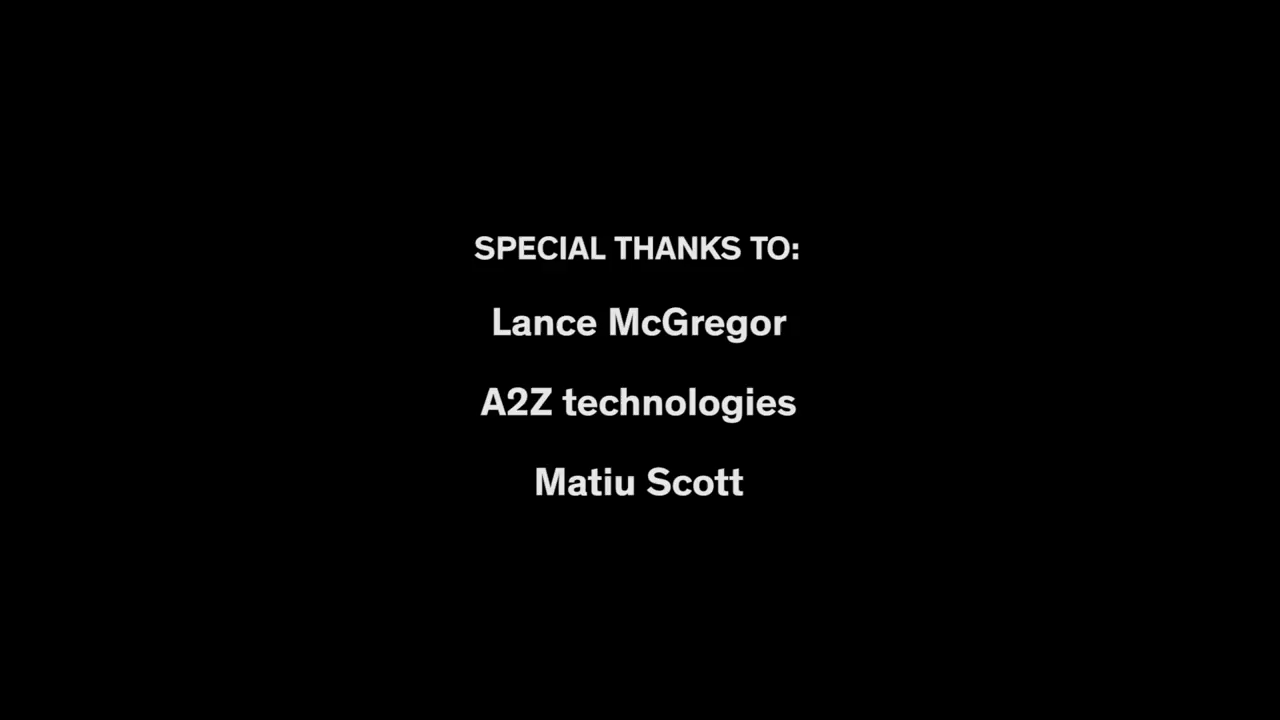 SPECIAL THANKS TO:
Lance McGregor
A2Z technologies
Matiu Scott